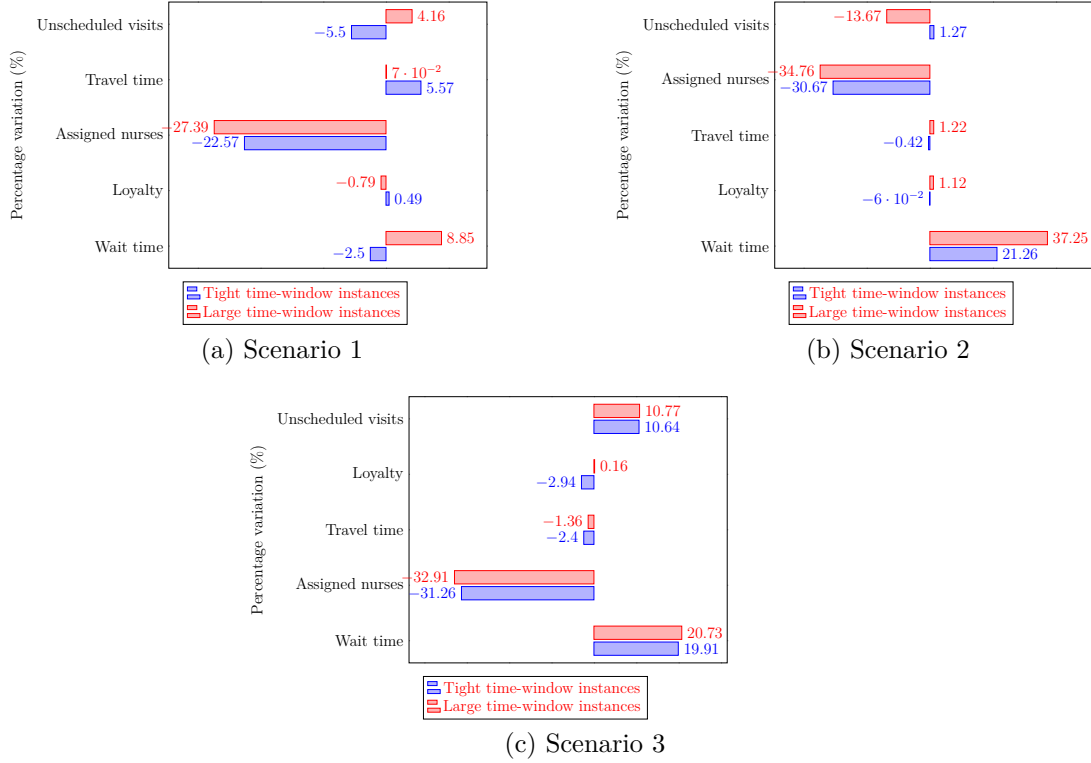 Percentage variation (%)
Unscheduled visits
4.16
−5.5
Travel time
7 · 10−2
5.57
Assigned nurses
−27.39
−22.57
Loyalty
−0.79
0.49
Wait time
8.85
−2.5
Tight time-window instances
Large time-window instances
(a) Scenario 1
Percentage variation (%)
Unscheduled visits
−13.67
1.27
Assigned nurses
−34.76
−30.67
Travel time
1.22
−0.42
Loyalty
1.12
−6 · 10−2
Wait time
37.25
21.26
Tight time-window instances
Large time-window instances
(b) Scenario 2
Percentage variation (%)
Unscheduled visits
10.77
10.64
Loyalty
0.16
−2.94
Travel time
−1.36
−2.4
Assigned nurses
−32.91
−31.26
Wait time
20.73
19.91
Tight time-window instances
Large time-window instances
(c) Scenario 3